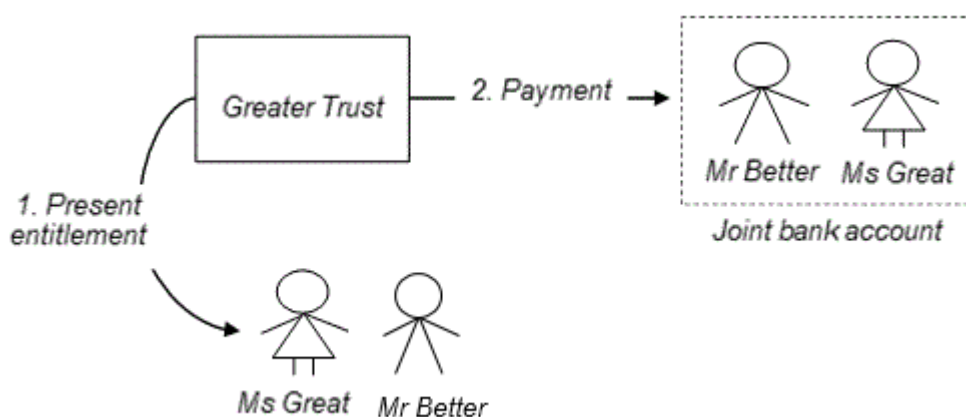 Greater Trust
2. Payment
Mr Better
Ms Great
Joint bank account
1. Present
entitlement
Ms Great
Mr Better